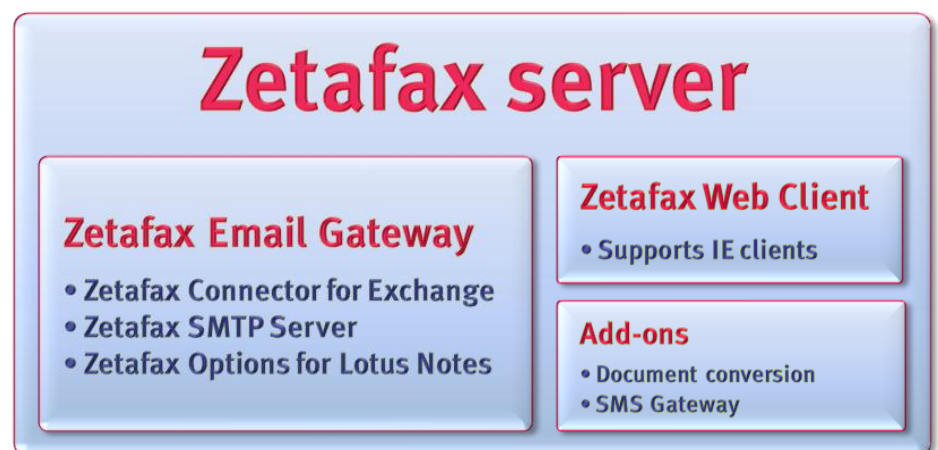 Zetafax server
Zetafax Email Gateway
• Zetafax Connector for Exchange
• Zetafax SMTP Server
• Zetafax Options for Lotus Notes
Zetafax Web Client
• Supports IE clients
Add-ons
• Document conversion
• SMS Gateway